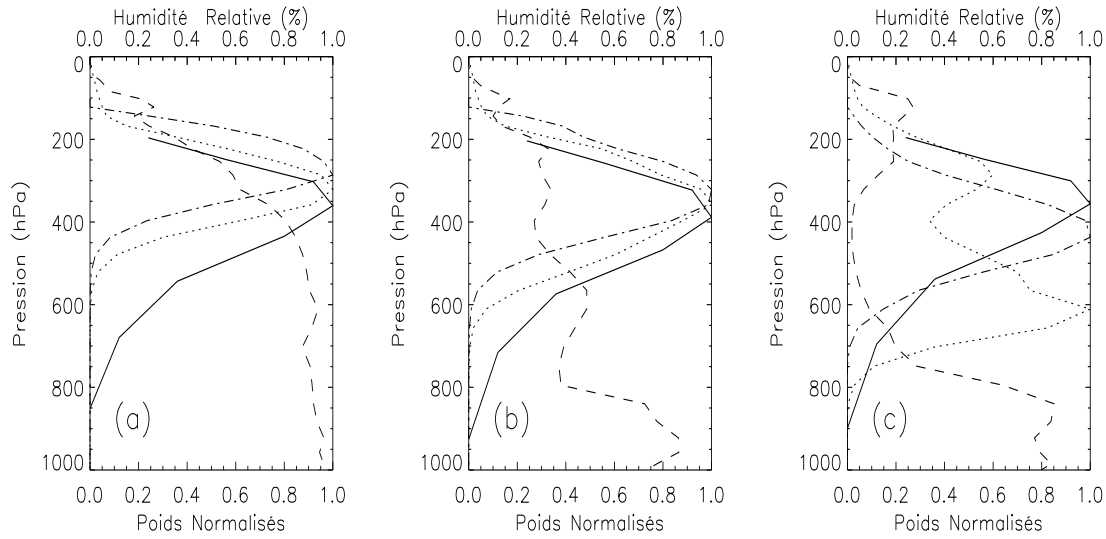 Humidité Relative (%)
0.0 0.2 0.4 0.6 0.8 1.0
0
200
400
600
800
1000
Pression (hPa)
(a)
0.0 0.2 0.4 0.6 0.8 1.0
Poids Normalisés
Humidité Relative (%)
0.0 0.2 0.4 0.6 0.8 1.0
0
200
400
600
800
1000
Pression (hPa)
(b)
0.0 0.2 0.4 0.6 0.8 1.0
Poids Normalisés
Humidité Relative (%)
0.0 0.2 0.4 0.6 0.8 1.0
0
200
400
600
800
1000
Pression (hPa)
(c)
0.0 0.2 0.4 0.6 0.8 1.0
Poids Normalisés